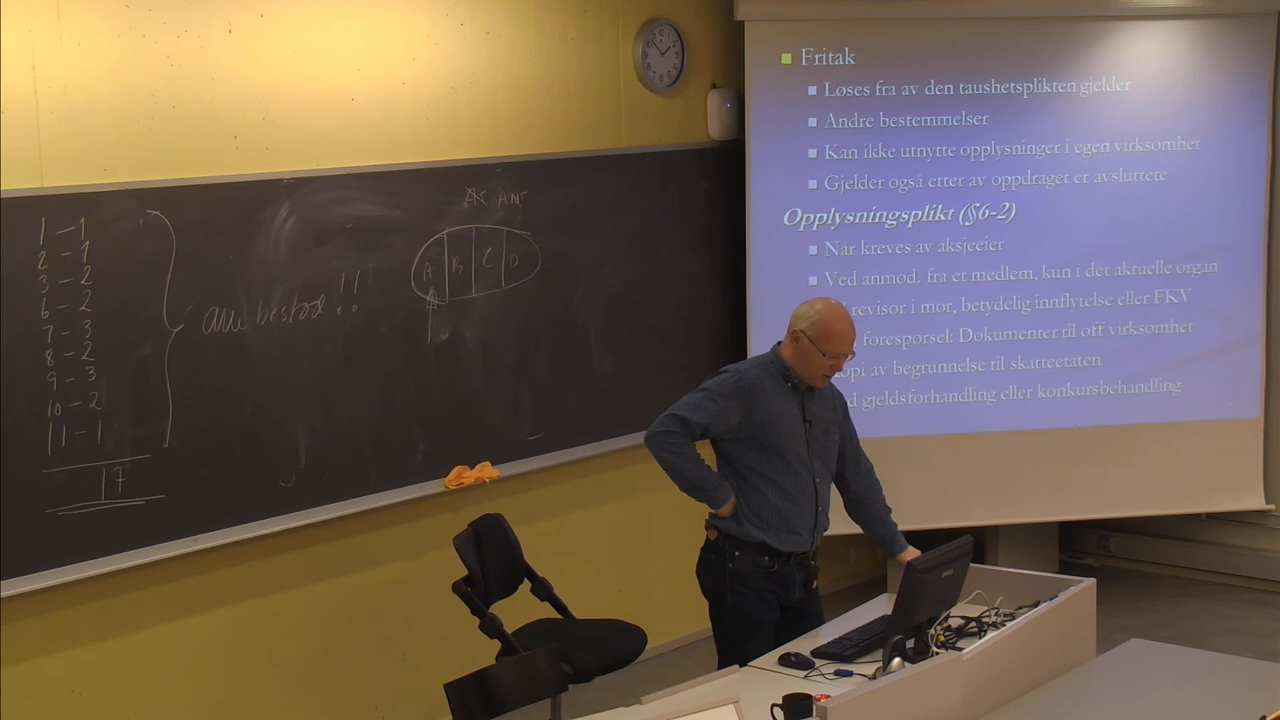 1 - 1
2 - 1
3 - 2
6 - 2
7 - 3
8 - 2
9 - 3
10 - 2
11 - 1
17
bestod !!
A B C D
Fritak
Løses fra av den taushetsplikten gjelder
Andre bestemmelser
Kan ikke utnytte opplysninger i egen virksomhet
Gjelder også etter av oppdraget er avsluttete
Opplysningsplikt (§6-2)
Når kreves av aksjeeier
Ved anmod. fra et medlem, kun i det aktuelle organ
revisor i mor, betydelig innflytelse eller FKV
forespørsel: Dokumenter til off virksomhet
av begrunnelse til skatteetaten
gjeldsforhandling eller konkursbehandling